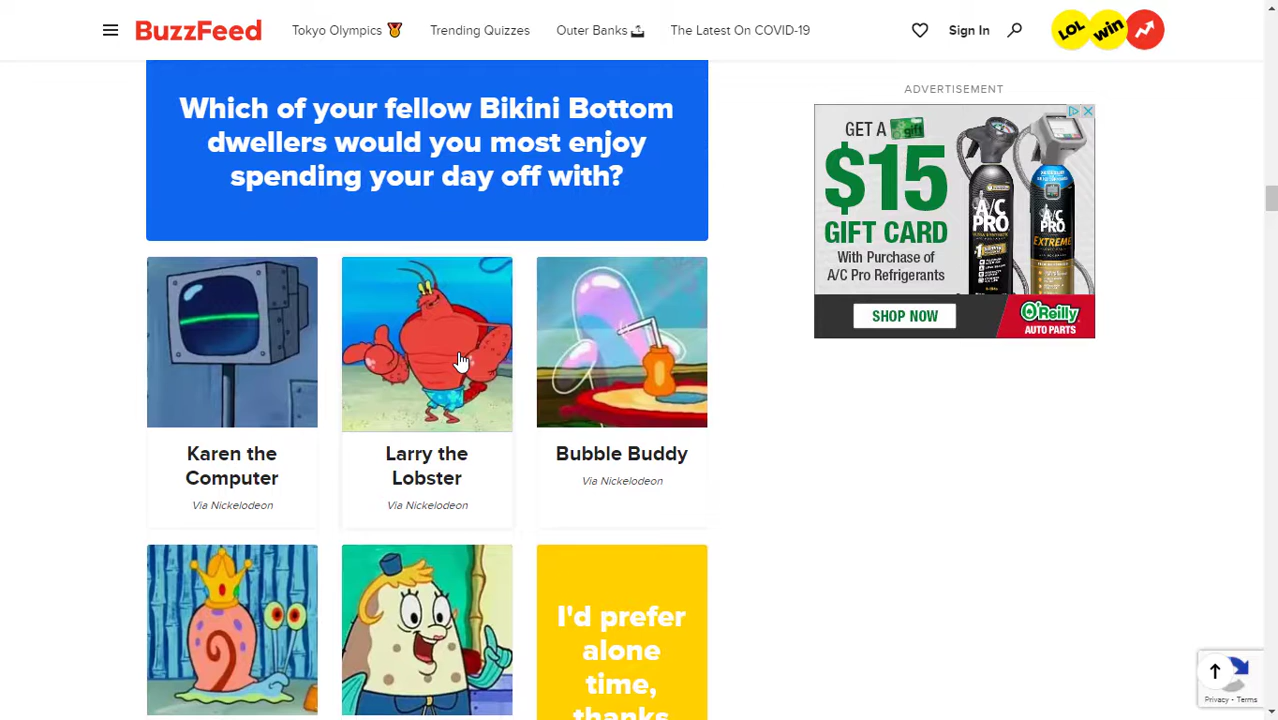 BuzzFeed
Tokyo Olympics
Trending Quizzes
Outer Banks
The Latest On COVID-19
Sign In
LOL
win
Which of your fellow Bikini Bottom
dwellers would you most enjoy
spending your day off with?
ADVERTISEMENT
GET A gift
$15
GIFT CARD
With Purchase of
A/C Pro Refrigerants
SHOP NOW
A/C PRO
A/C PRO
EXTREME
O'Reilly
AUTO PARTS
Karen the
Computer
Via Nickelodeon
Larry the
Lobster
Via Nickelodeon
Bubble Buddy
Via Nickelodeon
I'd prefer
alone
time,
thanks
Privacy - Terms